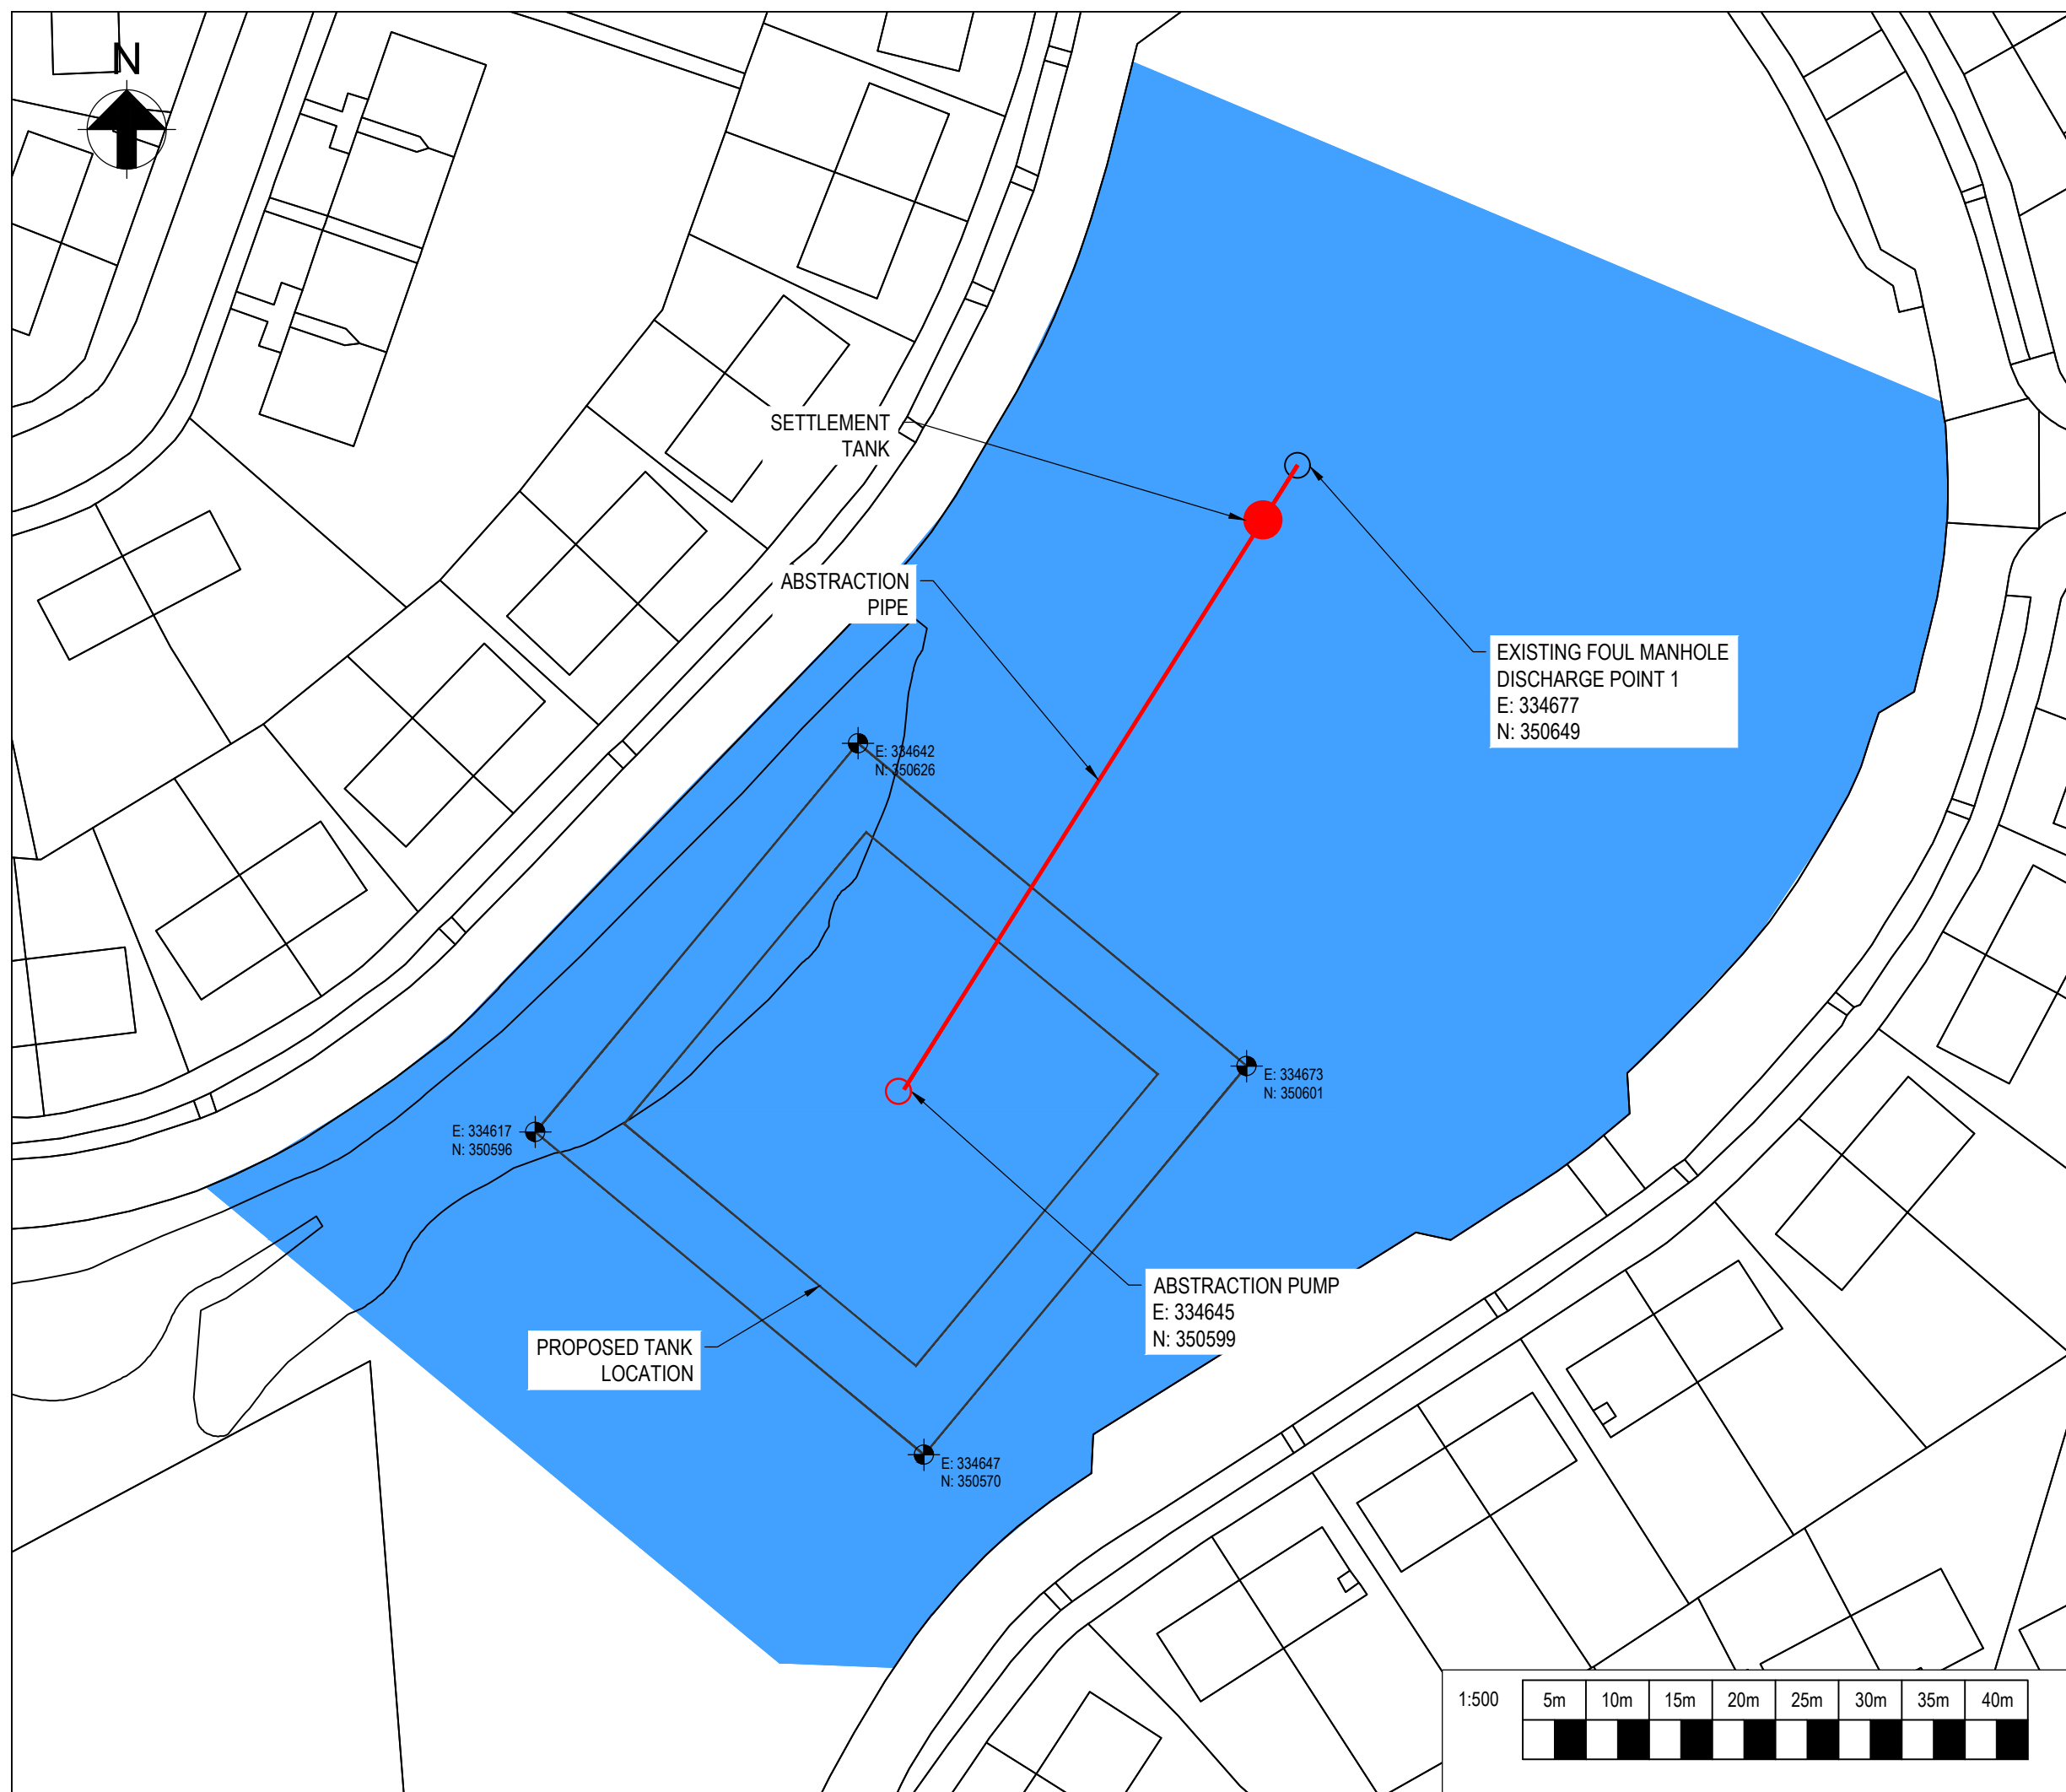 N
SETTLEMENT
TANK
ABSTRACTION
PIPE
EXISTING FOUL MANHOLE
DISCHARGE POINT 1
E: 334677
N: 350649
E: 334642
N: 350626
E: 334673
N: 350601
E: 334617
N: 350596
ABSTRACTION PUMP
E: 334645
N: 350599
PROPOSED TANK
LOCATION
E: 334647
N: 350570
1:500 5m 10m 15m 20m 25m 30m 35m 40m